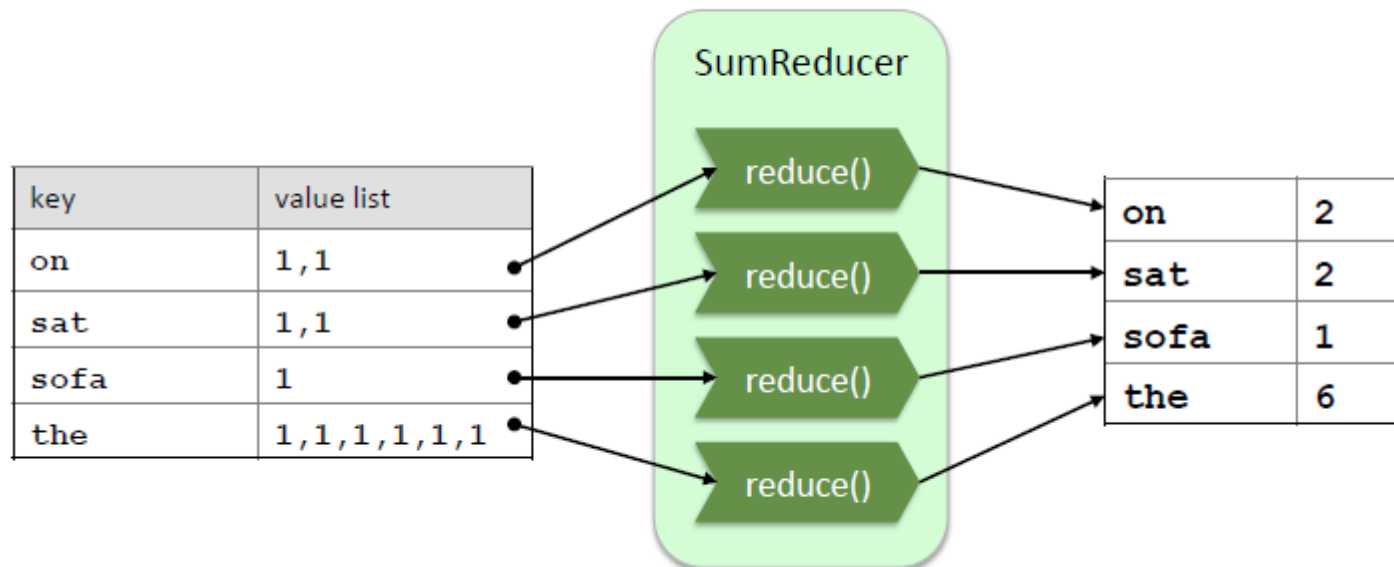 SumReducer
key value list
on 1,1
sat 1,1
sofa 1
the 1,1,1,1,1,1
reduce()
reduce()
reduce()
reduce()
on 2
sat 2
sofa 1
the 6